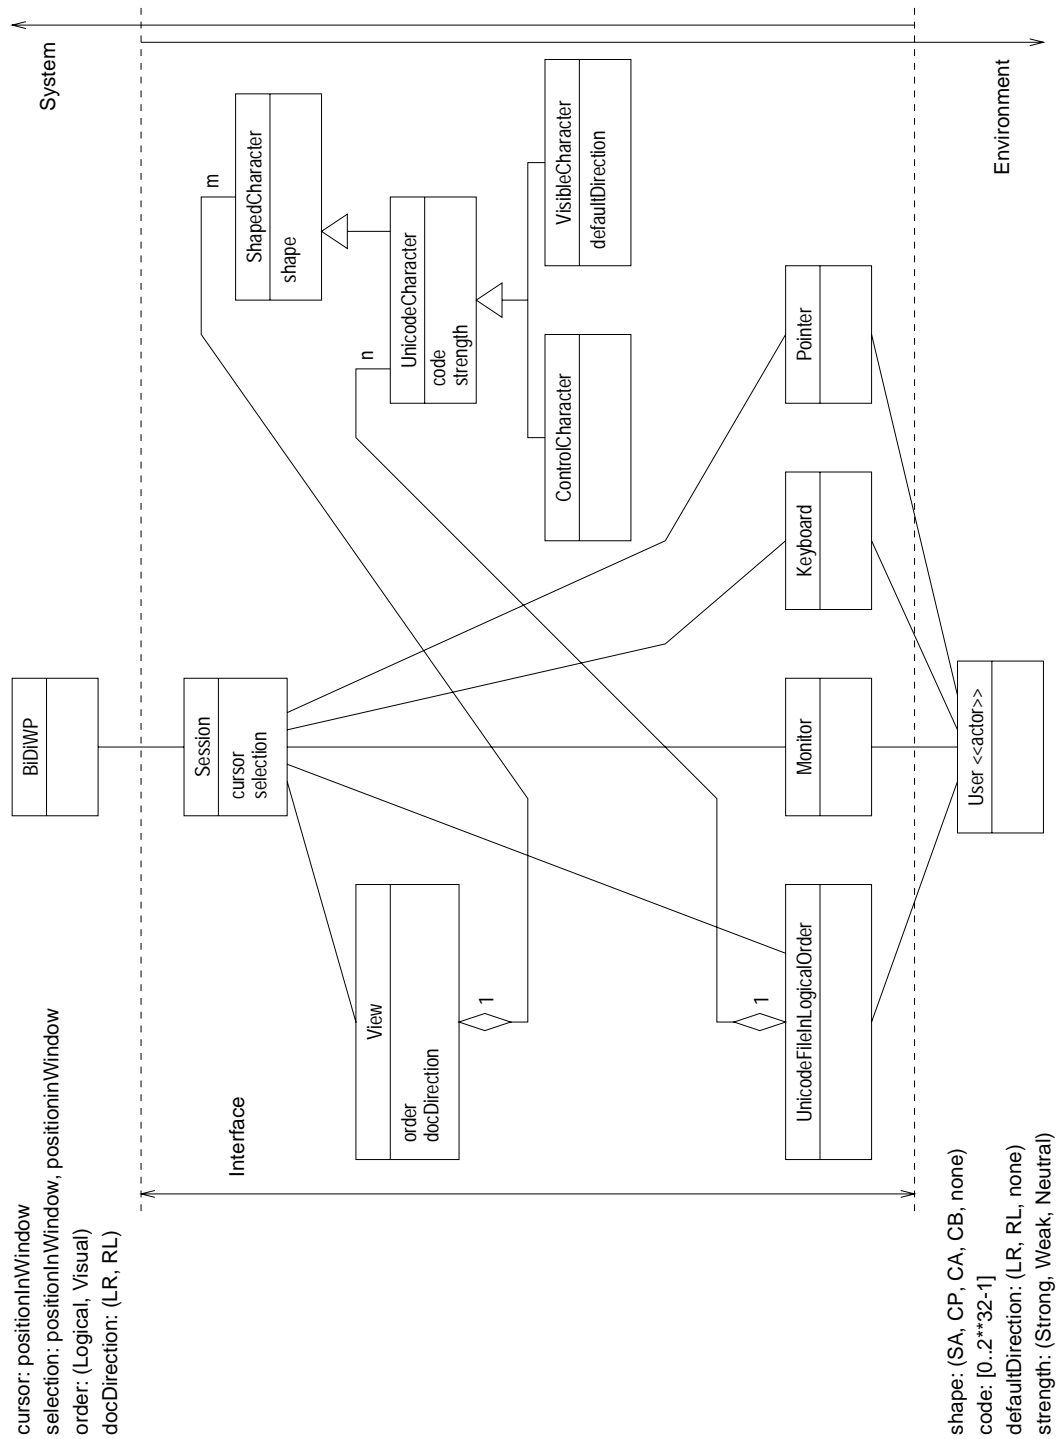 cursor: positionInWindow
selection: positionInWindow, positioninWindow
order: (Logical, Visual)
docDirection: (LR, RL)
System
BiDiWP
Interface
Session
cursor
selection
m
ShapedCharacter
shape
View
order
docDirection
1
n
UnicodeCharacter
code
strength
ControlCharacter
VisibleCharacter
defaultDirection
1
UnicodeFileInLogicalOrder
Monitor
Keyboard
Pointer
User <<actor>>
Environment
shape: (SA, CP, CA, CB, none)
code: [0..2**32-1]
defaultDirection: (LR, RL, none)
strength: (Strong, Weak, Neutral)